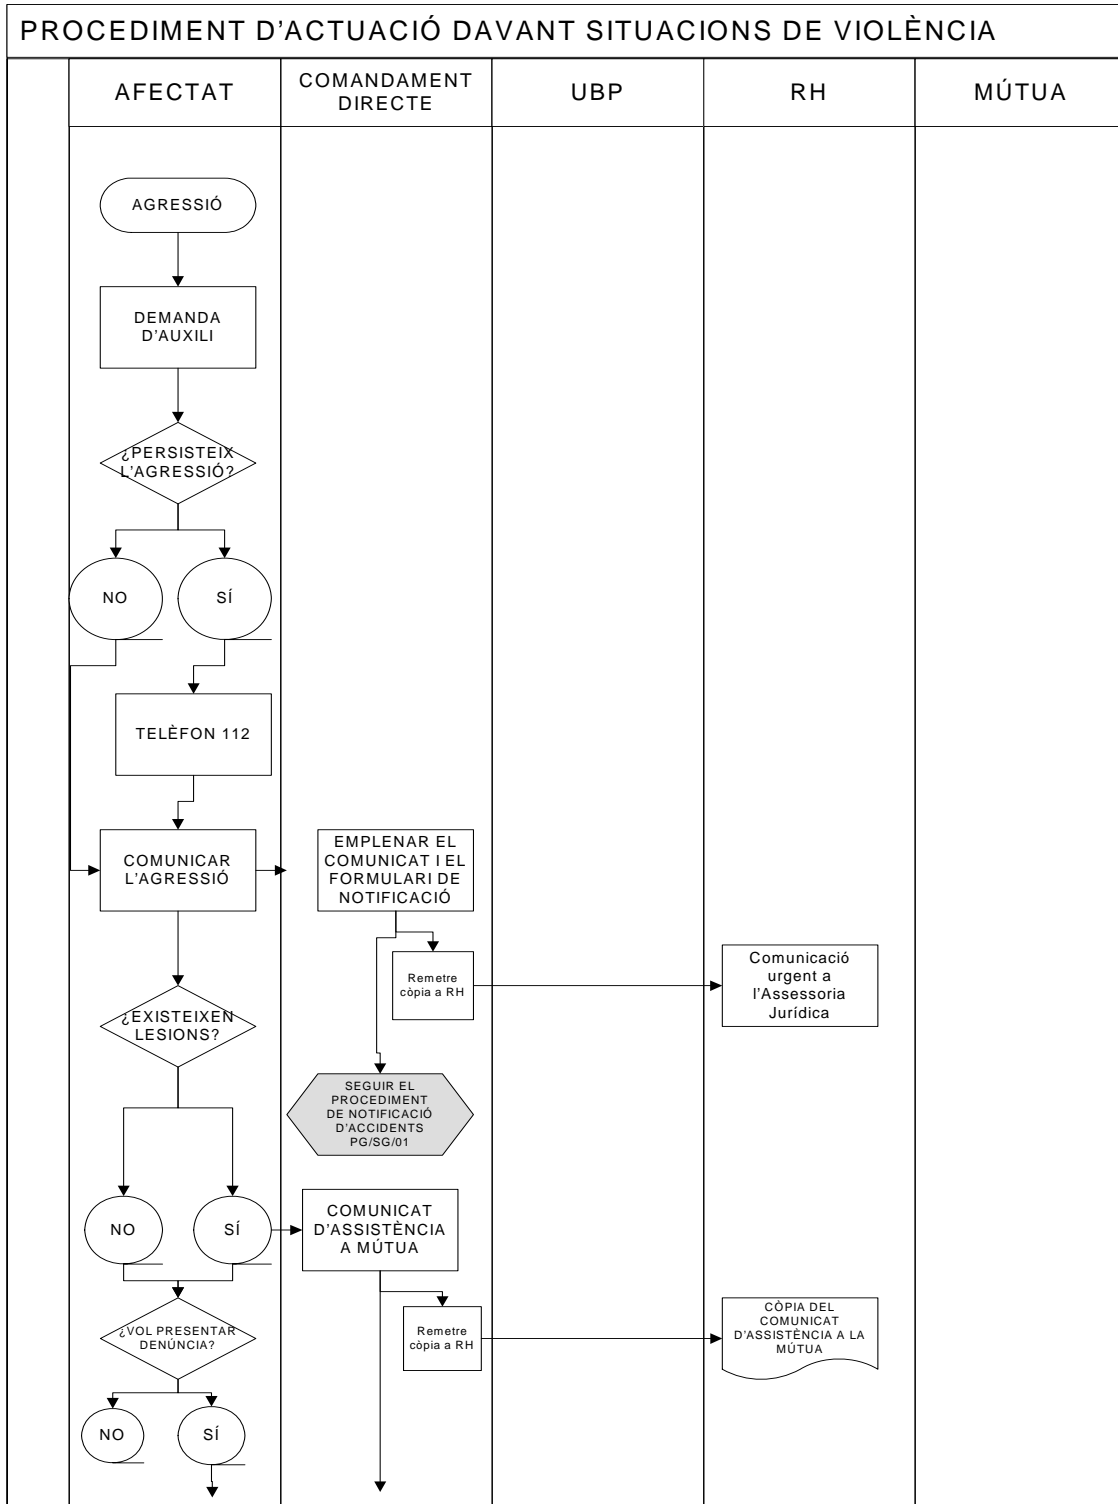 PROCEDIMENT D'ACTUACIÓ DAVANT SITUACIONS DE VIOLÈNCIA
AFECTAT
COMANDAMENT
DIRECTE
UBP
RH
MÚTUA
AGRESSIÓ
DEMANDA
D'AUXILI
¿PERSISTEIX
L'AGRESSIÓ?
NO
SÍ
TELÈFON 112
COMUNICAR
L'AGRESSIÓ
EMPLENAR EL
COMUNICAT I EL
FORMULARI DE
NOTIFICACIÓ
Remetre
còpia a RH
Comunicació
urgent a
l'Assessoria
Jurídica
¿EXISTEIXEN
LESIONS?
SEGUIR EL
PROCEDIMENT
DE NOTIFICACIÓ
D'ACCIDENTS
PG/SG/01
NO
SÍ
COMUNICAT
D'ASSISTÈNCIA
A MÚTUA
¿VOL PRESENTAR
DENÚNCIA?
Remetre
còpia a RH
CÒPIA DEL
COMUNICAT
D'ASSISTÈNCIA A LA
MÚTUA
NO
SÍ